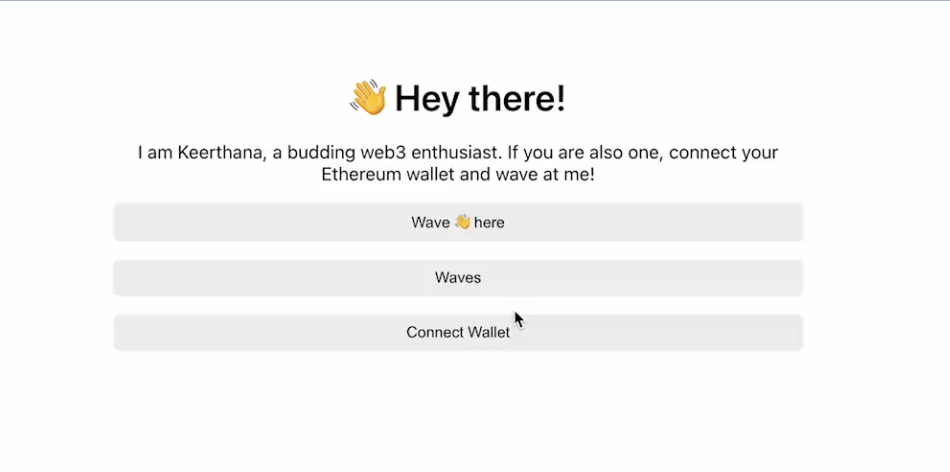 👋 Hey there!
I am Keerthana, a budding web3 enthusiast. If you are also one, connect your
Ethereum wallet and wave at me!
Wave 👋 here
Waves
Connect Wallet